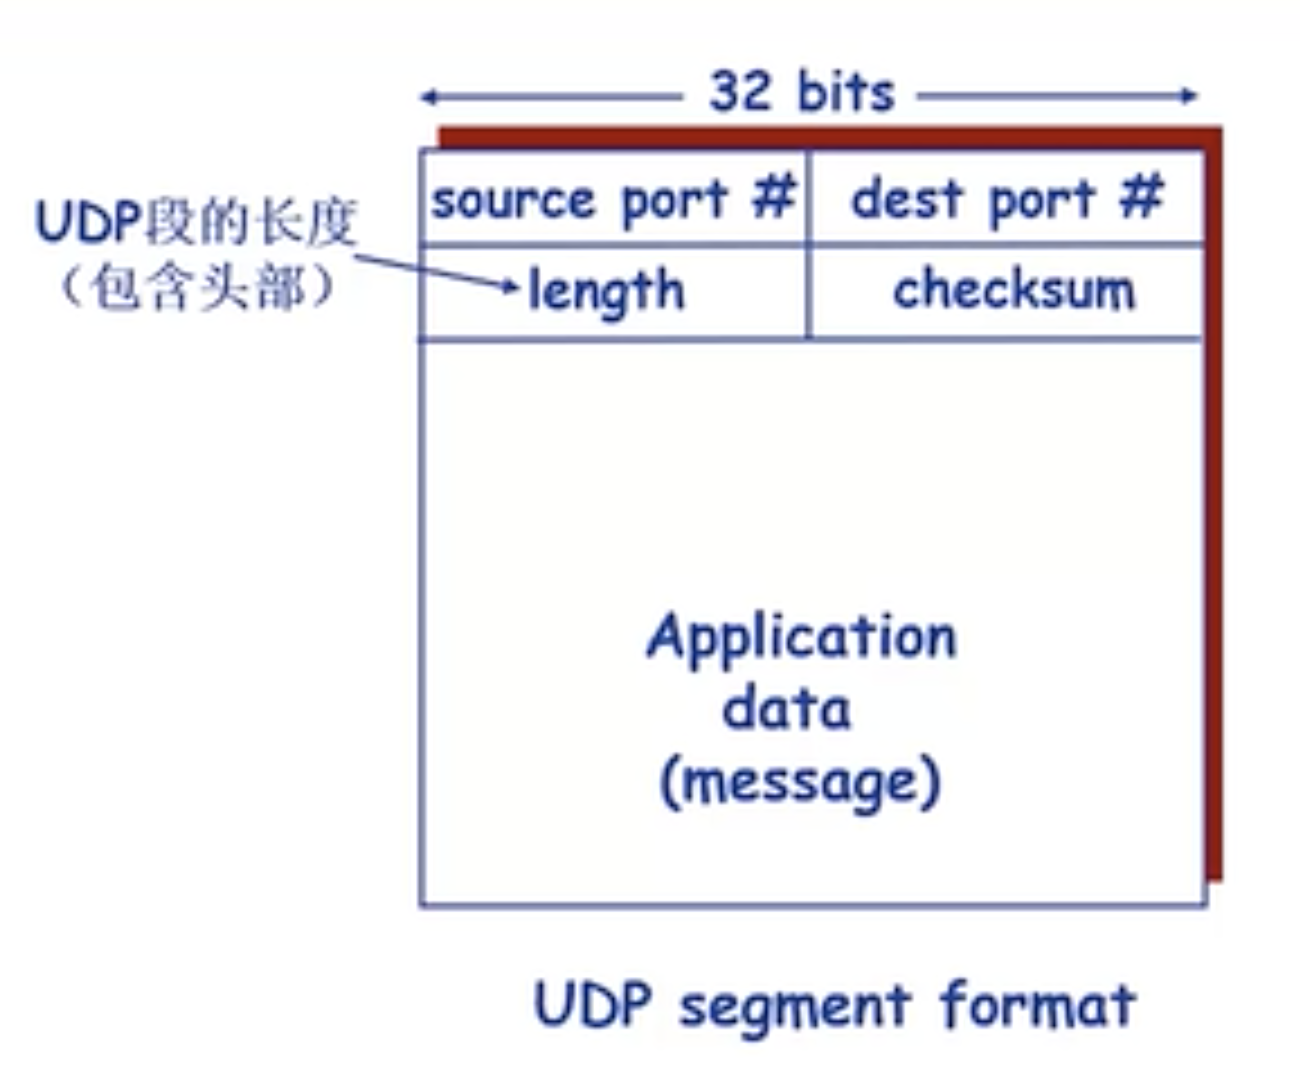 32 bits
source port #
dest port #
UDP段的长度
（包含头部）
length
checksum
Application
data
(message)
UDP segment format